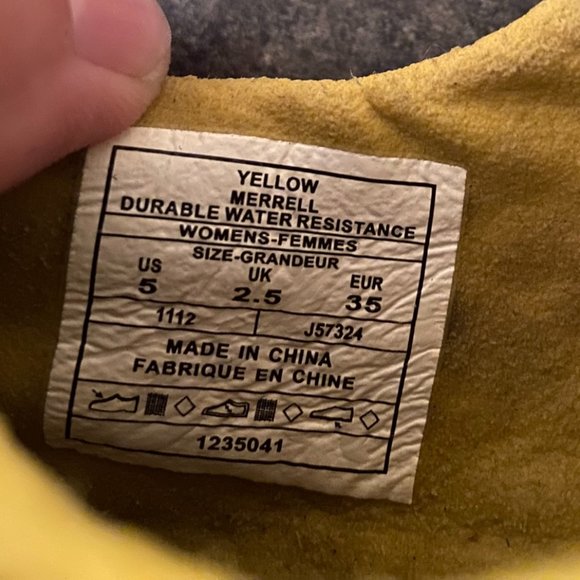 YELLOW
MERRELL
DURABLE WATER RESISTANCE
WOMENS-FEMMES
SIZE-GRANDEUR
US UK EUR
5 2.5 35
1112 J57324
MADE IN CHINA
FABRIQUE EN CHINE
1235041